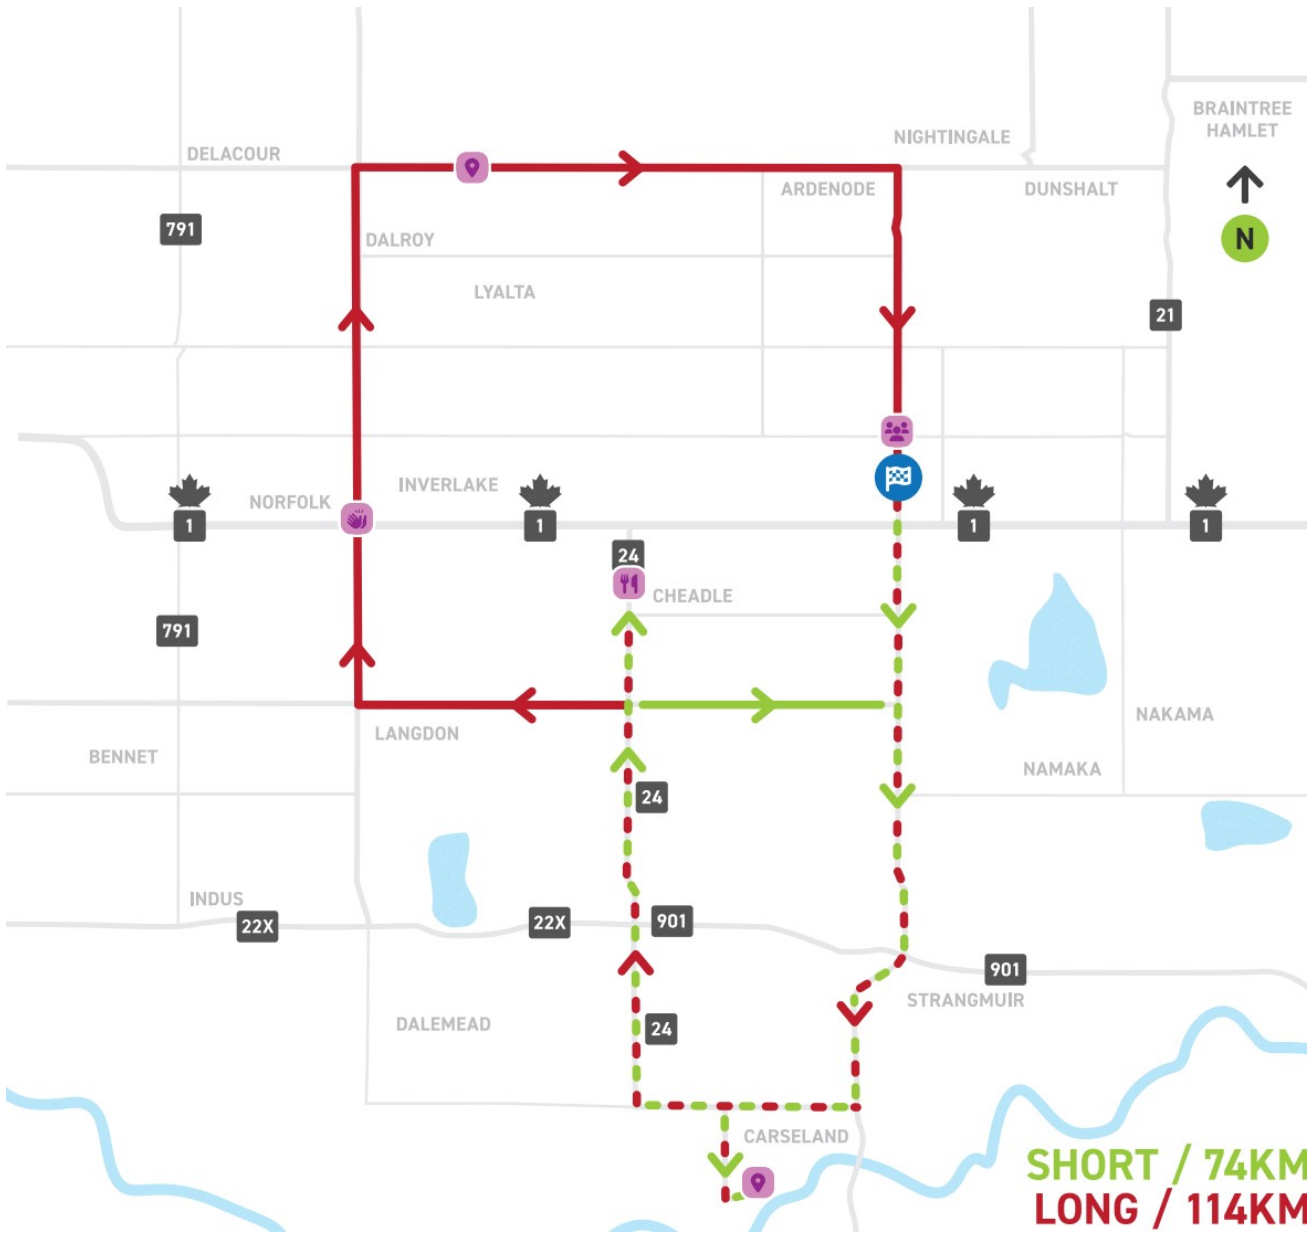 BRAINTREE
HAMLET
NIGHTINGALE
DELACOUR
ARDENODE
DUNSHALT
791
DALROY
N
LYALTA
21
INVERLAKE
NORFOLK
1
1
1
1
24
CHEADLE
791
NAKAMA
LANGDON
BENNET
NAMAKA
24
INDUS
22X
22X
901
901
STRANGMUIR
DALEMEAD
24
CARSELAND
SHORT / 74KM
LONG / 114KM